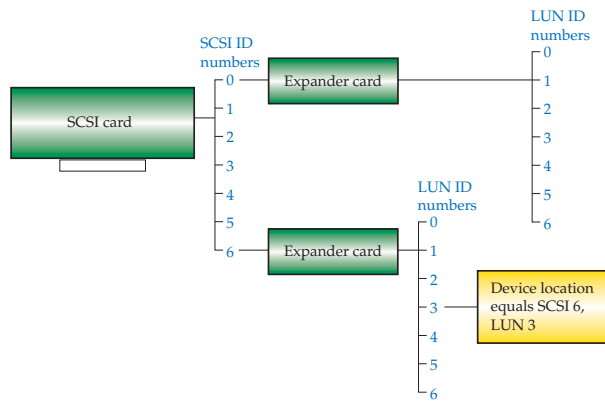 SCSI ID
numbers
0
1
2
3
4
5
6
SCSI card
Expander card
LUN ID
numbers
0
1
2
3
4
5
6
Expander card
LUN ID
numbers
0
1
2
3
4
5
6
Device location
equals SCSI 6,
LUN 3